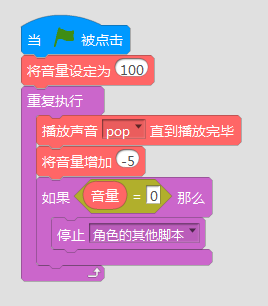 当 被点击
将音量设定为 100
重复执行
播放声音 pop 直到播放完毕
将音量增加 -5
如果 音量 = 0 那么
停止 角色的其他脚本